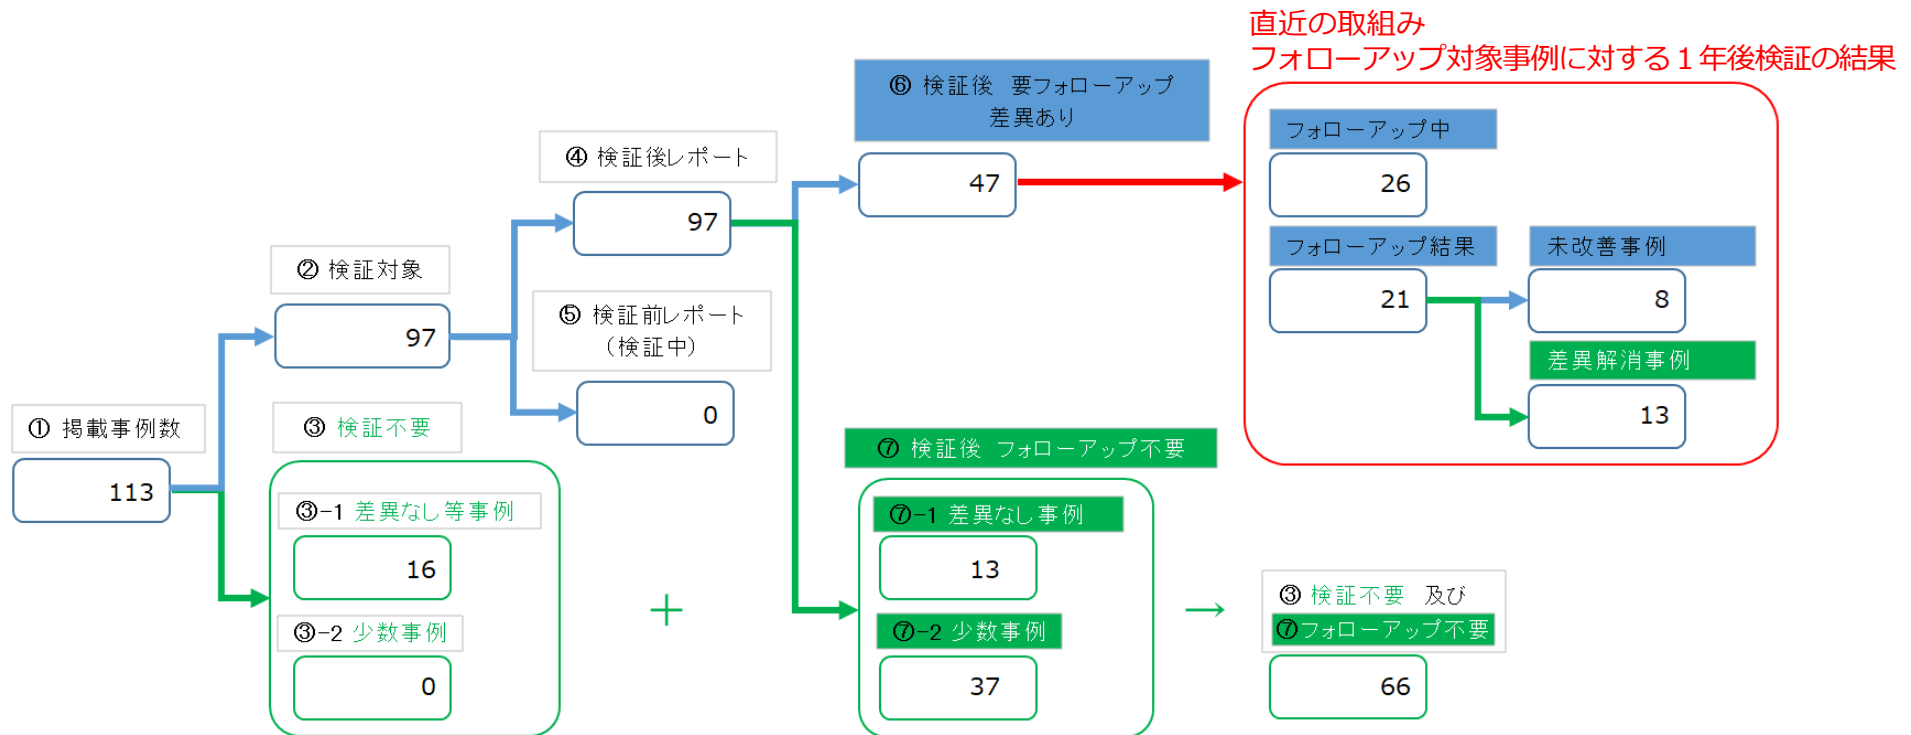 直近の取組み
フォローアップ対象事例に対する１年後検証の結果
⑥ 検証後　要フォローアップ
差異あり
47
フォローアップ中
26
フォローアップ結果
21
未改善事例
8
差異解消事例
13
④ 検証後レポート
97
② 検証対象
97
⑤ 検証前レポート
（検証中）
0
① 掲載事例数
113
③ 検証不要
③-1 差異なし等事例
16
③-2 少数事例
0
＋
⑦ 検証後　フォローアップ不要
⑦-1 差異なし事例
13
⑦-2 少数事例
37
→
③ 検証不要　及び
⑦フォローアップ不要
66